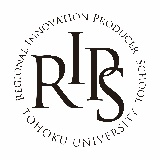 REGIONAL INNOVATION PRODUCER SCHOOL
RIPS
TOHOKU UNIVERSITY